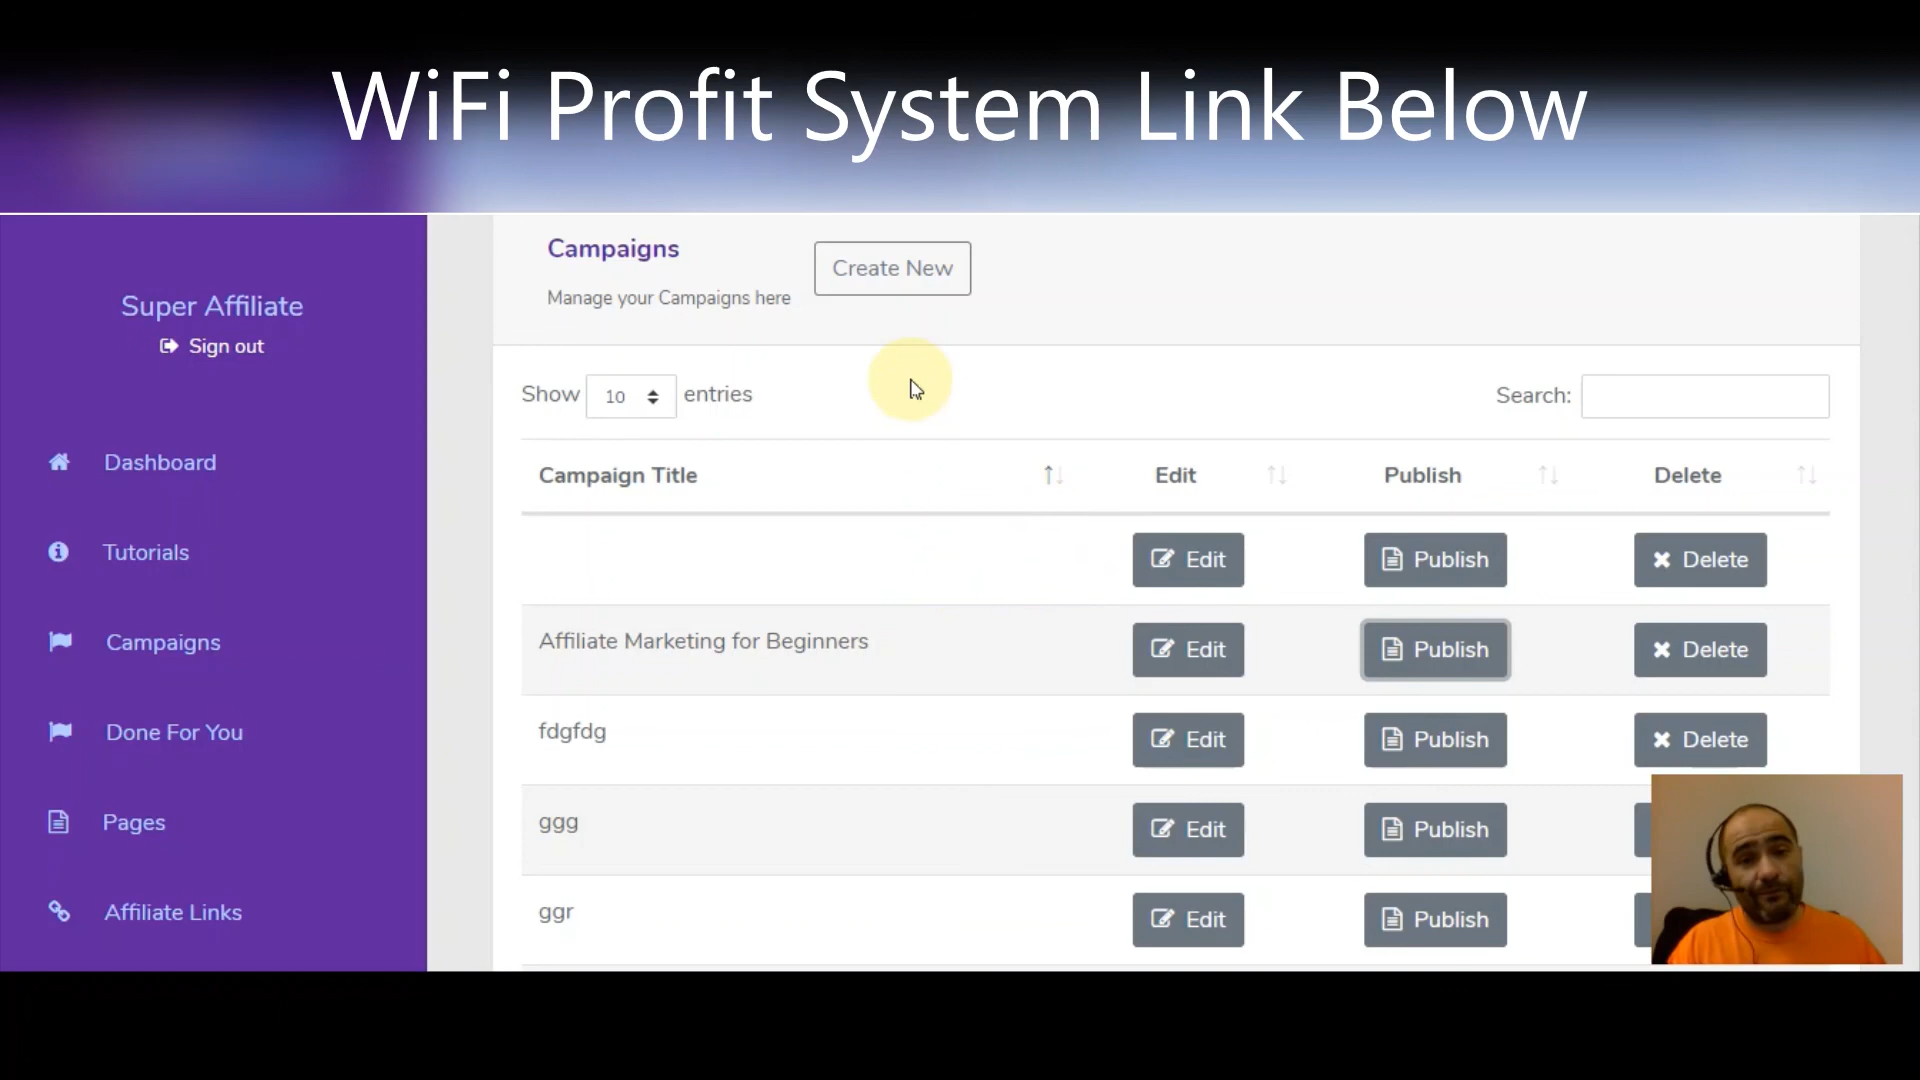 WiFi Profit System Link Below
Campaigns
Create New
Manage your Campaigns here
Super Affiliate
Sign out
Show 10 entries
Search:
Campaign Title Edit Publish Delete
Dashboard
Tutorials
Campaigns
Done For You
Pages
Affiliate Links
Edit Publish Delete
Affiliate Marketing for Beginners Edit Publish Delete
fdgfdg Edit Publish Delete
ggg Edit Publish
ggr Edit Publish